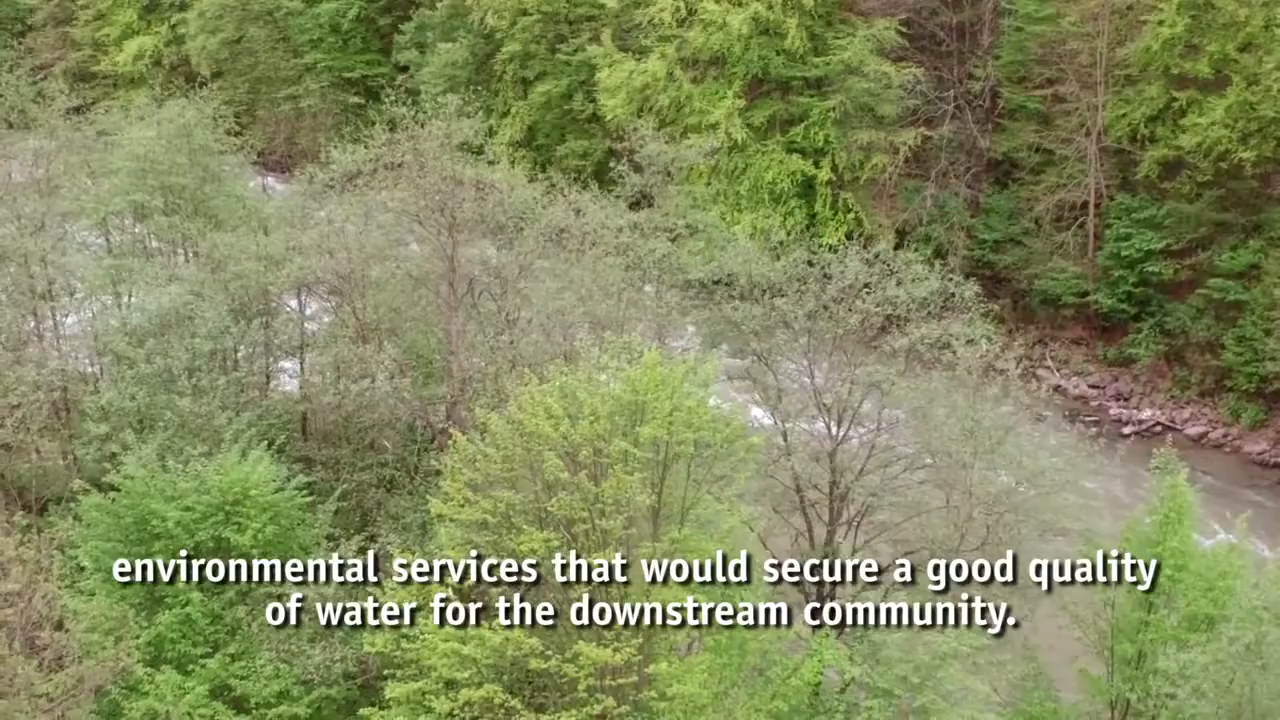 environmental services that would secure a good quality
of water for the downstream community.